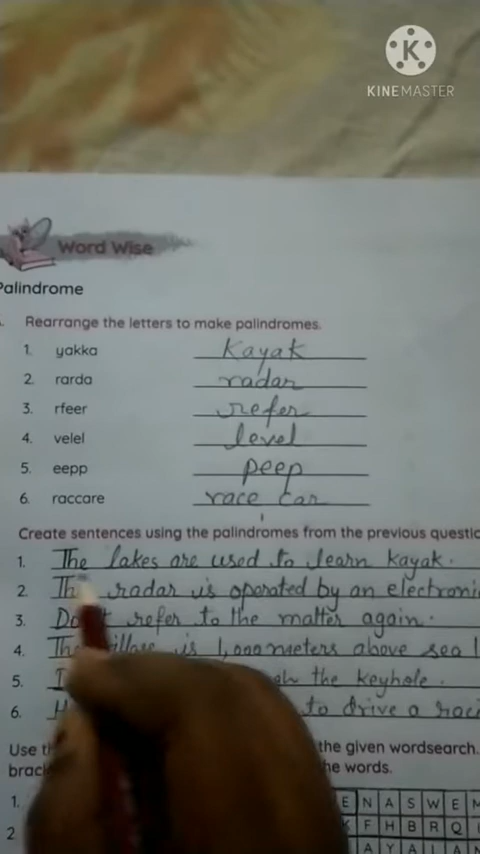 KINEMASTER
Word Wise
Palindrome
Rearrange the letters to make palindromes.
1. yakka Kayak
2. rarda radar
3. rfeer refer
4. velel level
5. eepp peep
6. raccare race car
Create sentences using the palindromes from the previous questio
1. The lakes are used to learn kayak.
2. The radar is operated by an electroni
3. Don't refer to the matter again.
4. The village is 1,000 meters above sea l
5. the keyhole.
6. to drive a rac
Use the given wordsearch.
brac he words.
1. E N A S W E M
2 F H B R Q
A Y A L A N